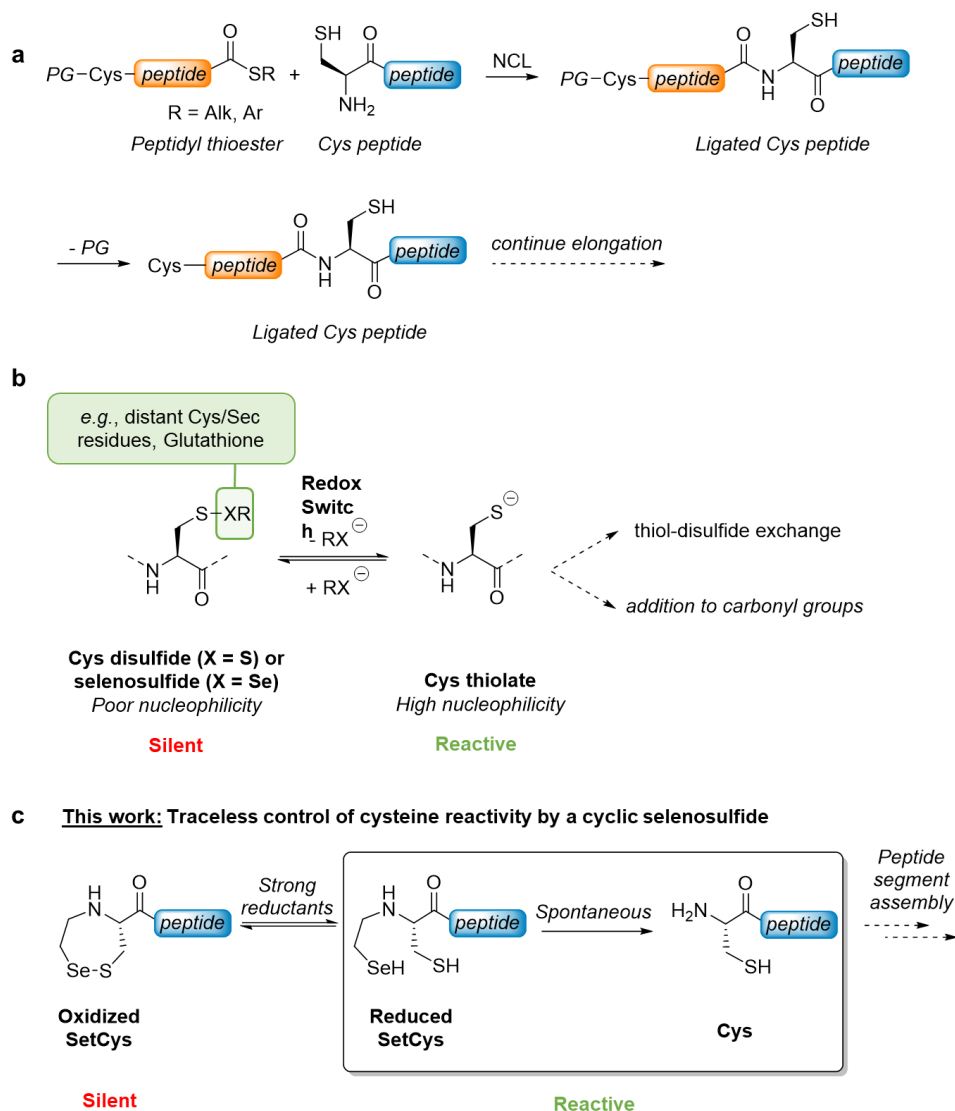 a
O
SH
O
PG–Cys
peptide
SR
+
peptide
NCL
R = Alk, Ar
NH2
Peptidyl thioester
Cys peptide
SH
O
PG–Cys
peptide
N
H
peptide
O
Ligated Cys peptide
- PG
SH
O
Cys
peptide
N
H
peptide
O
continue elongation
Ligated Cys peptide
b
e.g., distant Cys/Sec
residues, Glutathione
S
XR
N
H
O
Redox
Switc
h
- RX ⊖
+ RX ⊖
S ⊖
N
H
O
thiol-disulfide exchange
addition to carbonyl groups
Cys disulfide (X = S) or
selenosulfide (X = Se)
Poor nucleophilicity
Silent
Cys thiolate
High nucleophilicity
Reactive
c
This work: Traceless control of cysteine reactivity by a cyclic selenosulfide
H
N
O
peptide
Se–S
Strong
reductants
H
N
O
peptide
SeH
SH
Spontaneous
H2N
O
peptide
SH
Peptide
segment
assembly
Oxidized
SetCys
Reduced
SetCys
Cys
Silent
Reactive